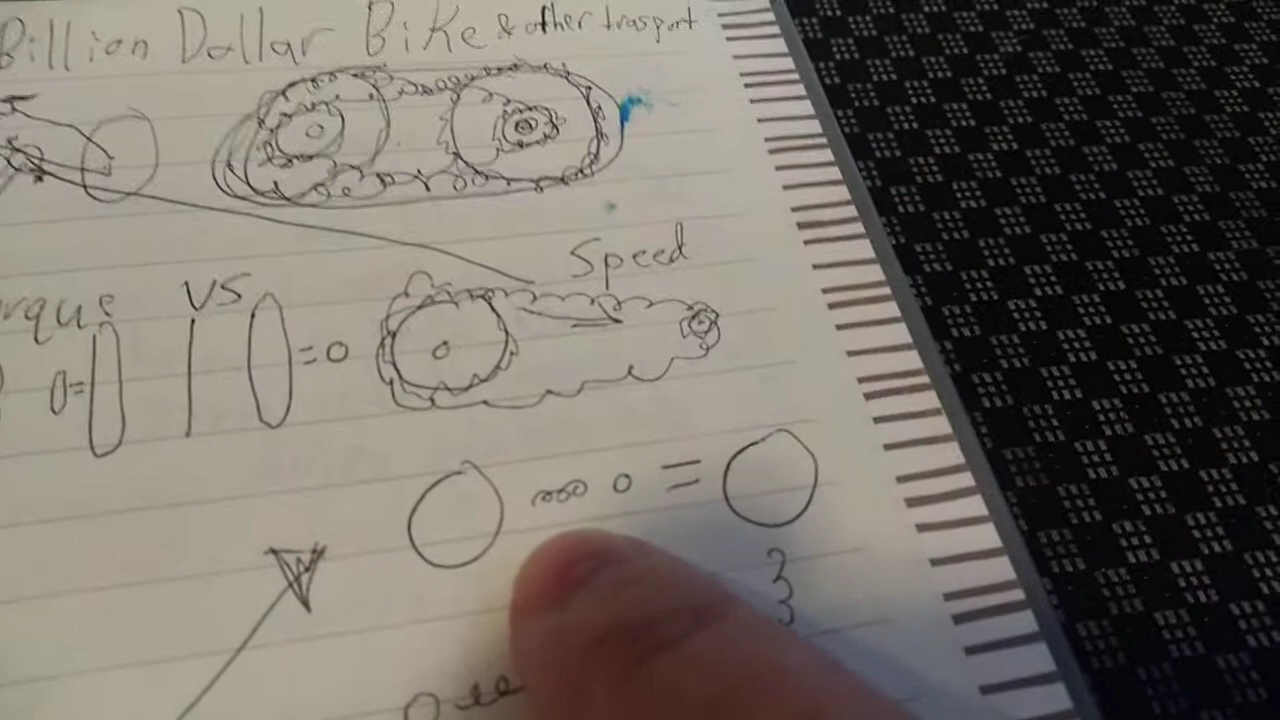 Billion Dollar Bike & other trasport
Speed
rque VS
0= | =0
=